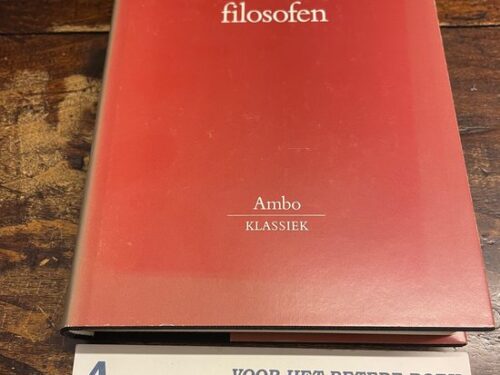 filosofen
Ambo
KLASSIEK
VOOR HET BETERE BOEK